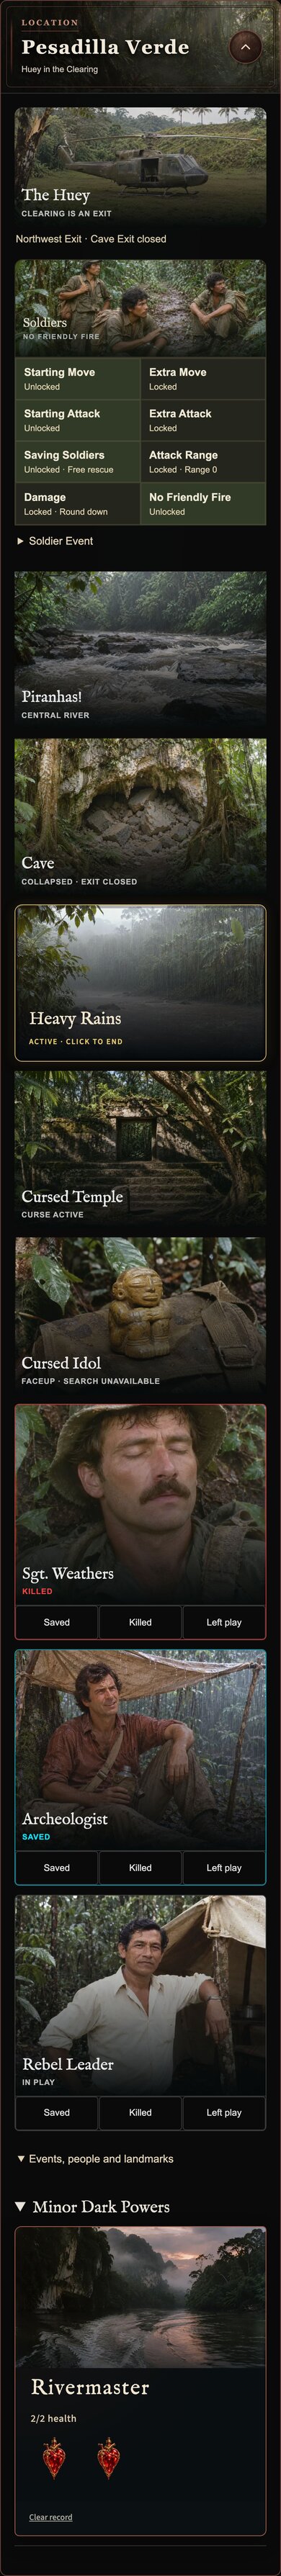 LOCATION
Pesadilla Verde
Huey in the Clearing
The Huey
CLEARING IS AN EXIT
Northwest Exit · Cave Exit closed
Soldiers
NO FRIENDLY FIRE
Starting Move
Unlocked
Extra Move
Locked
Starting Attack
Unlocked
Extra Attack
Locked
Saving Soldiers
Unlocked · Free rescue
Attack Range
Locked · Range 0
Damage
Locked · Round down
No Friendly Fire
Unlocked
Soldier Event
Piranhas!
CENTRAL RIVER
Cave
COLLAPSED · EXIT CLOSED
Heavy Rains
ACTIVE · CLICK TO END
Cursed Temple
CURSE ACTIVE
Cursed Idol
FACEUP · SEARCH UNAVAILABLE
Sgt. Weathers
KILLED
Saved Killed Left play
Archeologist
SAVED
Saved Killed Left play
Rebel Leader
IN PLAY
Saved Killed Left play
Events, people and landmarks
Minor Dark Powers
Rivermaster
2/2 health
Clear record